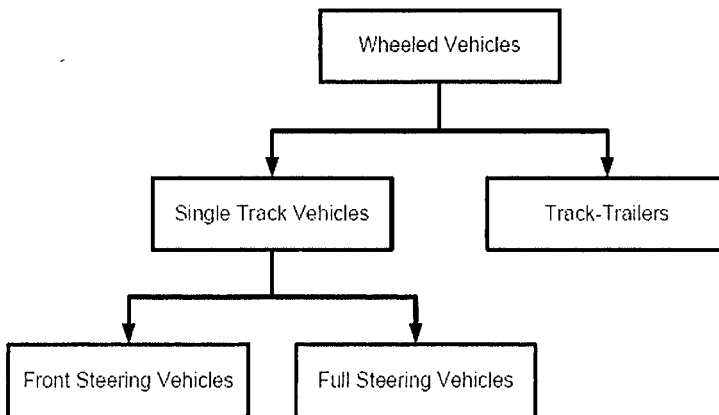 Wheeled Vehicles
Single Track Vehicles
Track-Trailers
Front Steering Vehicles
Full Steering Vehicles